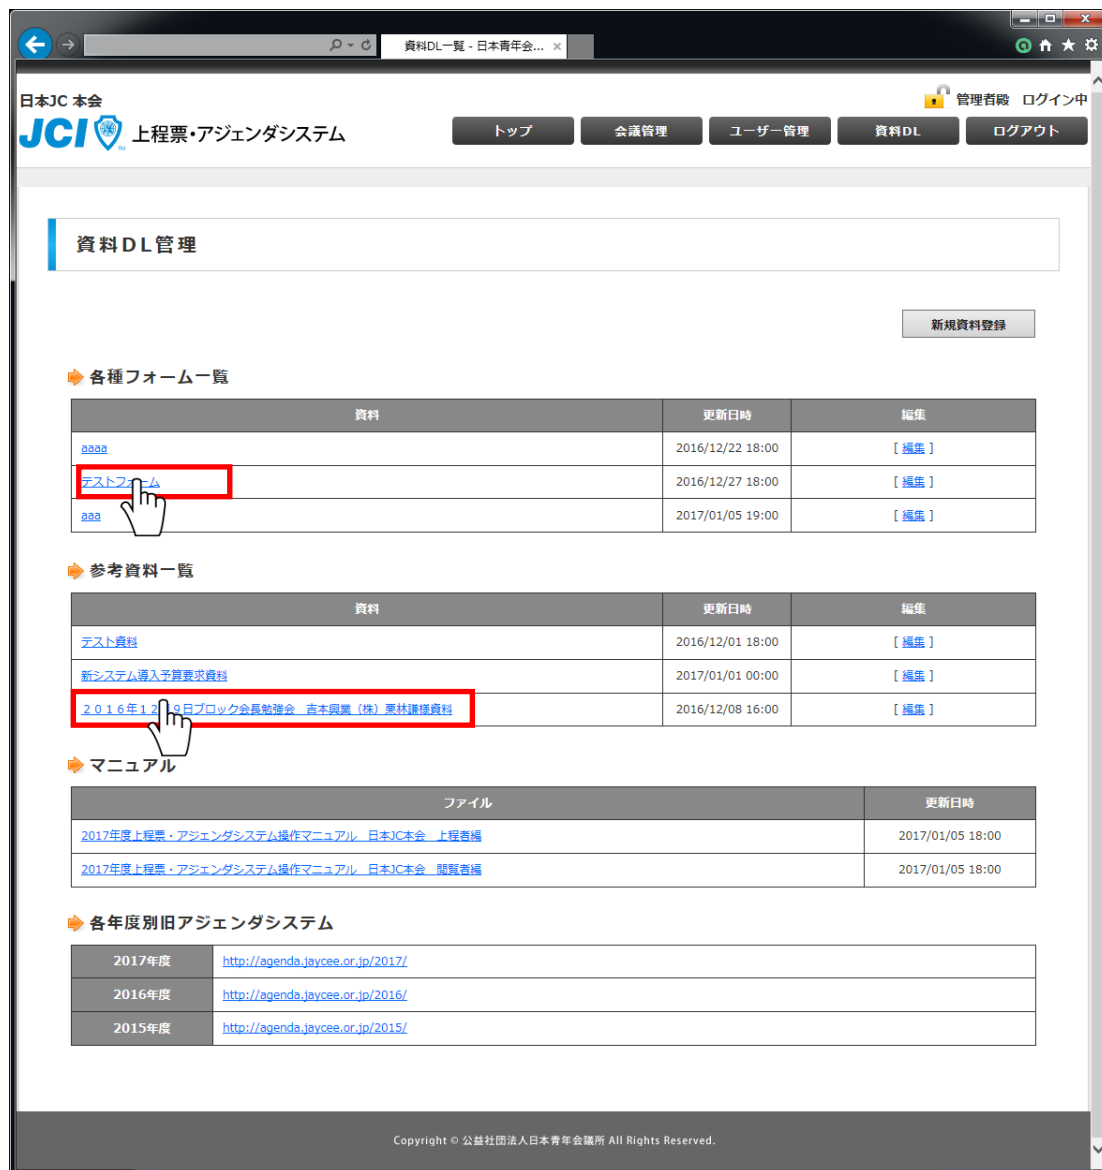 資料DL一覧 - 日本青年会...
日本JC 本会
管理者殿 ログイン中
JCI 上程票・アジェンダシステム
トップ 会議管理 ユーザー管理 資料DL ログアウト
資料DL管理
新規資料登録
各種フォーム一覧
資料 更新日時 編集
aaaa 2016/12/22 18:00 [ 編集 ]
テストフォーム 2016/12/27 18:00 [ 編集 ]
aaa 2017/01/05 19:00 [ 編集 ]
参考資料一覧
資料 更新日時 編集
テスト資料 2016/12/01 18:00 [ 編集 ]
新システム導入予算要求資料 2017/01/01 00:00 [ 編集 ]
２０１６年１２月９日ブロック会長勉強会 吉本興業（株）栗林謙様資料 2016/12/08 16:00 [ 編集 ]
マニュアル
ファイル 更新日時
2017年度上程票・アジェンダシステム操作マニュアル 日本JC本会 上程者編 2017/01/05 18:00
2017年度上程票・アジェンダシステム操作マニュアル 日本JC本会 閲覧者編 2017/01/05 18:00
各年度別旧アジェンダシステム
2017年度 http://agenda.jaycee.or.jp/2017/
2016年度 http://agenda.jaycee.or.jp/2016/
2015年度 http://agenda.jaycee.or.jp/2015/
Copyright © 公益社団法人日本青年会議所 All Rights Reserved.